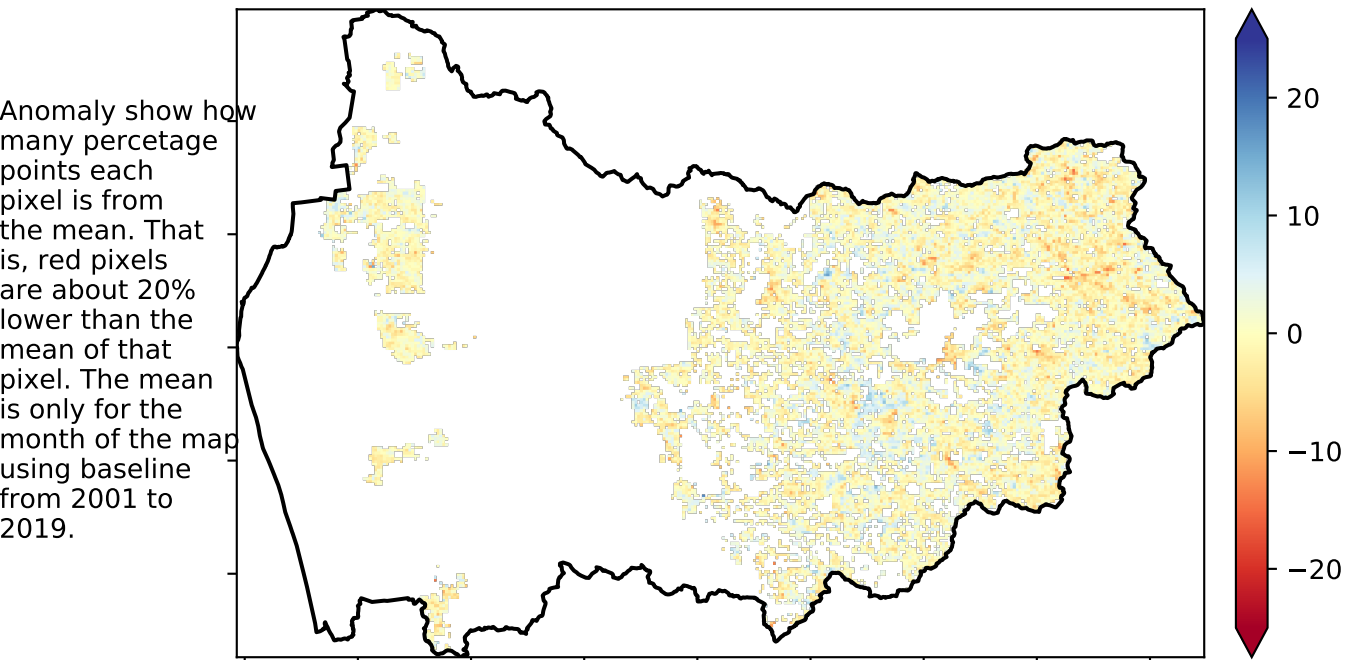 Anomaly show how
many percetage
points each
pixel is from
the mean. That
is, red pixels
are about 20%
lower than the
mean of that
pixel. The mean
is only for the
month of the map
using baseline
from 2001 to
2019.
20
10
0
−10
−20